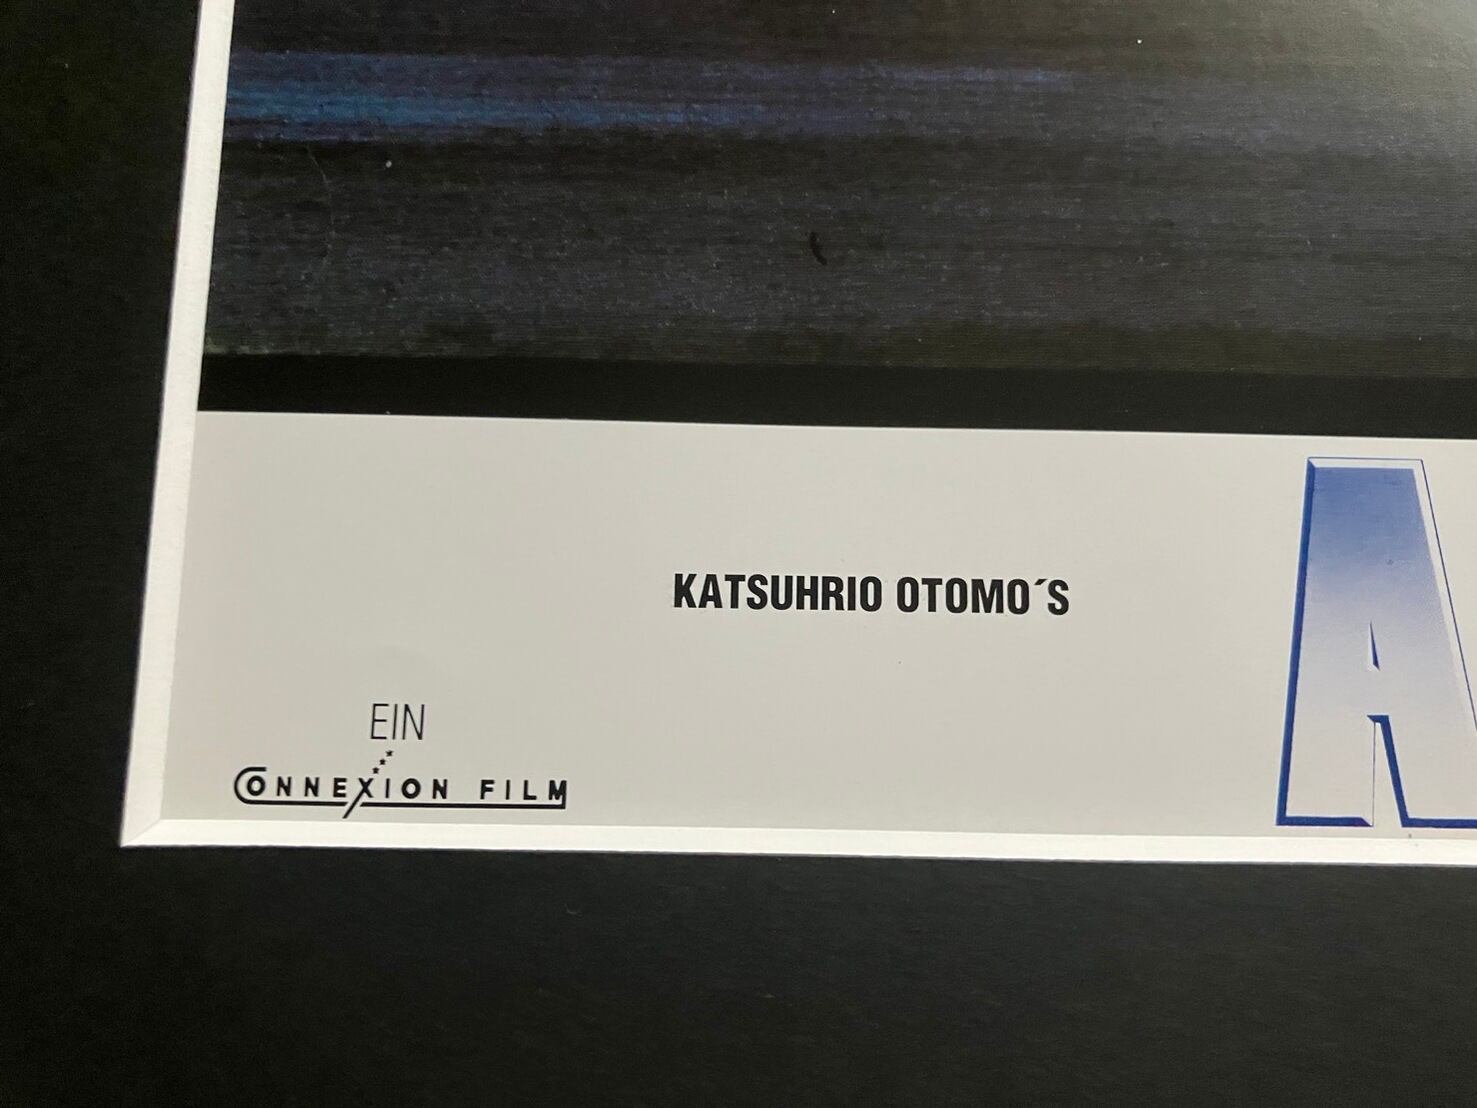 KATSUHRIO OTOMO´S
A
EIN
CONNEXION FILM